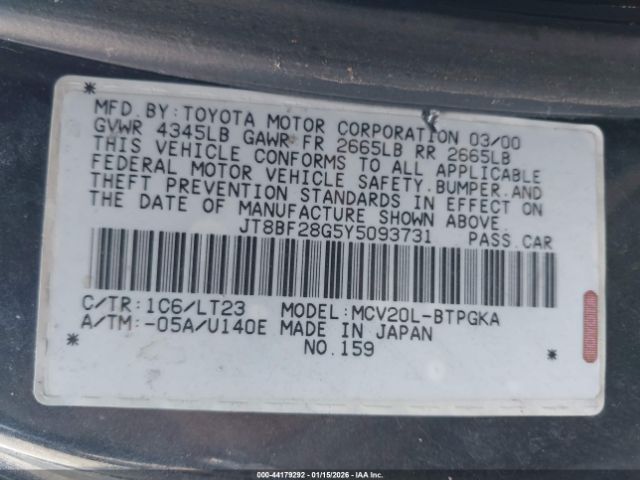 MFD.BY:TOYOTA MOTOR CORPORATION 03/00
GVWR 4345LB GAWR FR 2665LB RR 2665LB
THIS VEHICLE CONFORMS TO ALL APPLICABLE
FEDERAL MOTOR VEHICLE SAFETY,BUMPER,AND
THEFT PREVENTION STANDARDS IN EFFECT ON
THE DATE OF MANUFACTURE SHOWN ABOVE.
JT8BF28G5Y5093731 PASS.CAR
C/TR:1C6/LT23 MODEL:MCV20L-BTPGKA
A/TM:-05A/U140E MADE IN JAPAN
NO.159
000-44179292 - 01/15/2026 - IAA Inc.